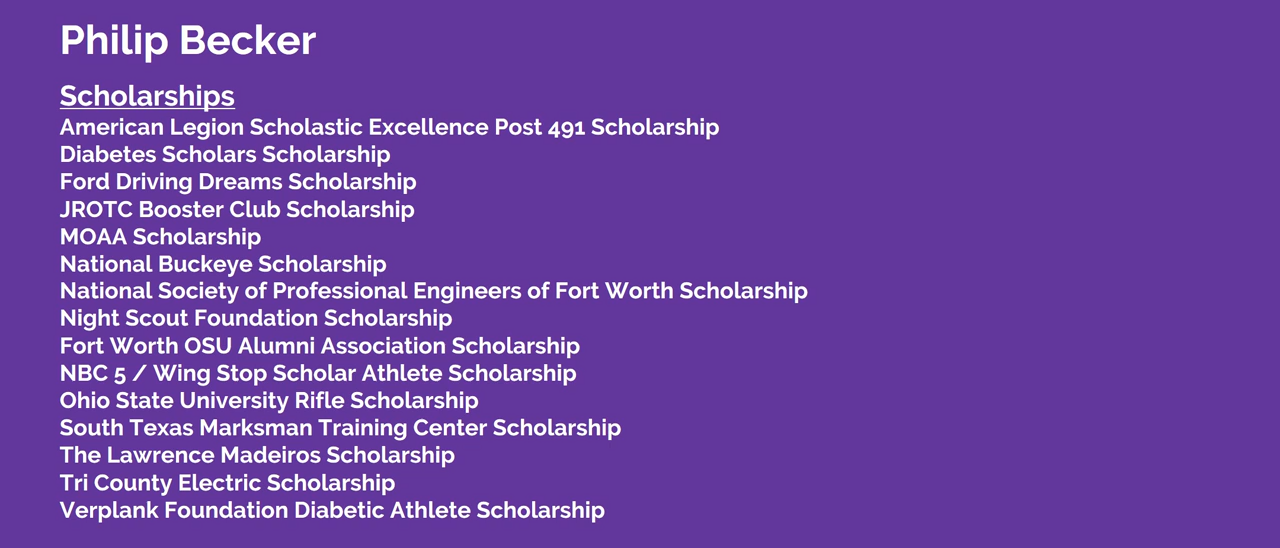 Philip Becker
Scholarships
American Legion Scholastic Excellence Post 491 Scholarship
Diabetes Scholars Scholarship
Ford Driving Dreams Scholarship
JROTC Booster Club Scholarship
MOAA Scholarship
National Buckeye Scholarship
National Society of Professional Engineers of Fort Worth Scholarship
Night Scout Foundation Scholarship
Fort Worth OSU Alumni Association Scholarship
NBC 5 / Wing Stop Scholar Athlete Scholarship
Ohio State University Rifle Scholarship
South Texas Marksman Training Center Scholarship
The Lawrence Madeiros Scholarship
Tri County Electric Scholarship
Verplank Foundation Diabetic Athlete Scholarship